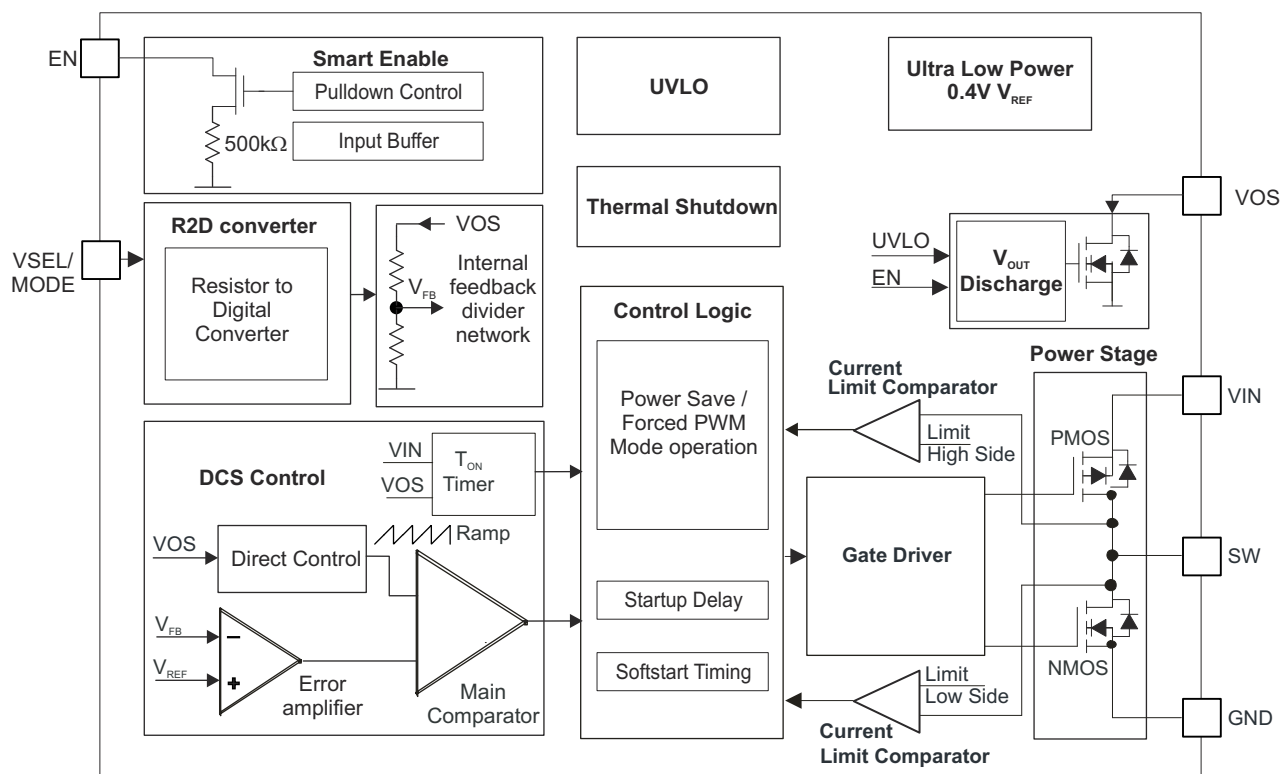 EN
Smart Enable
Pulldown Control
500kΩ
Input Buffer
UVLO
Ultra Low Power
0.4V VREF
Thermal Shutdown
VOS
UVLO
EN
VOUT
Discharge
VSEL/
MODE
R2D converter
Resistor to
Digital
Converter
VOS
VFB
Internal
feedback
divider
network
Control Logic
Power Save /
Forced PWM
Mode operation
Startup Delay
Softstart Timing
Current
Limit Comparator
Limit
High Side
Power Stage
VIN
PMOS
SW
NMOS
GND
Gate Driver
Limit
Low Side
Current
Limit Comparator
DCS Control
VIN
VOS
TON
Timer
Ramp
VOS
Direct Control
VFB
VREF
−
+
Error
amplifier
Main
Comparator